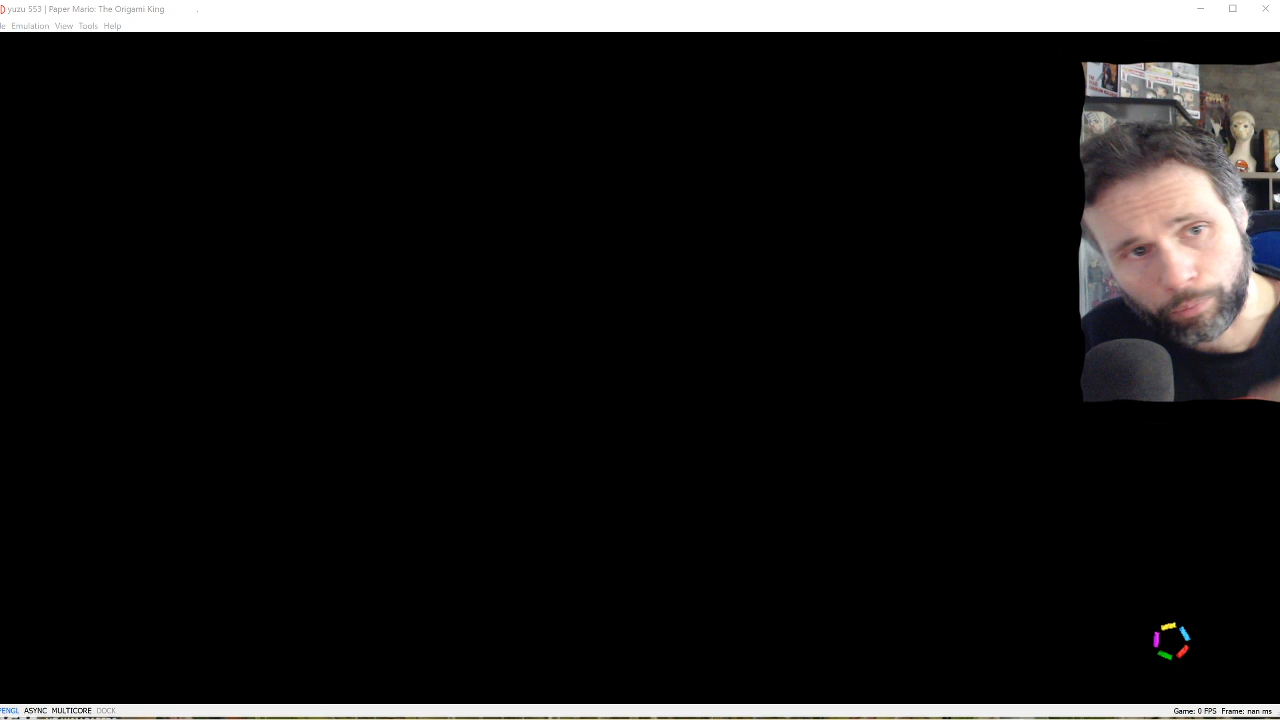 yuzu 553 | Paper Mario: The Origami King
Emulation View Tools Help
ASYNC MULTICORE DOCK
Game: 0 FPS Frame: nan ms